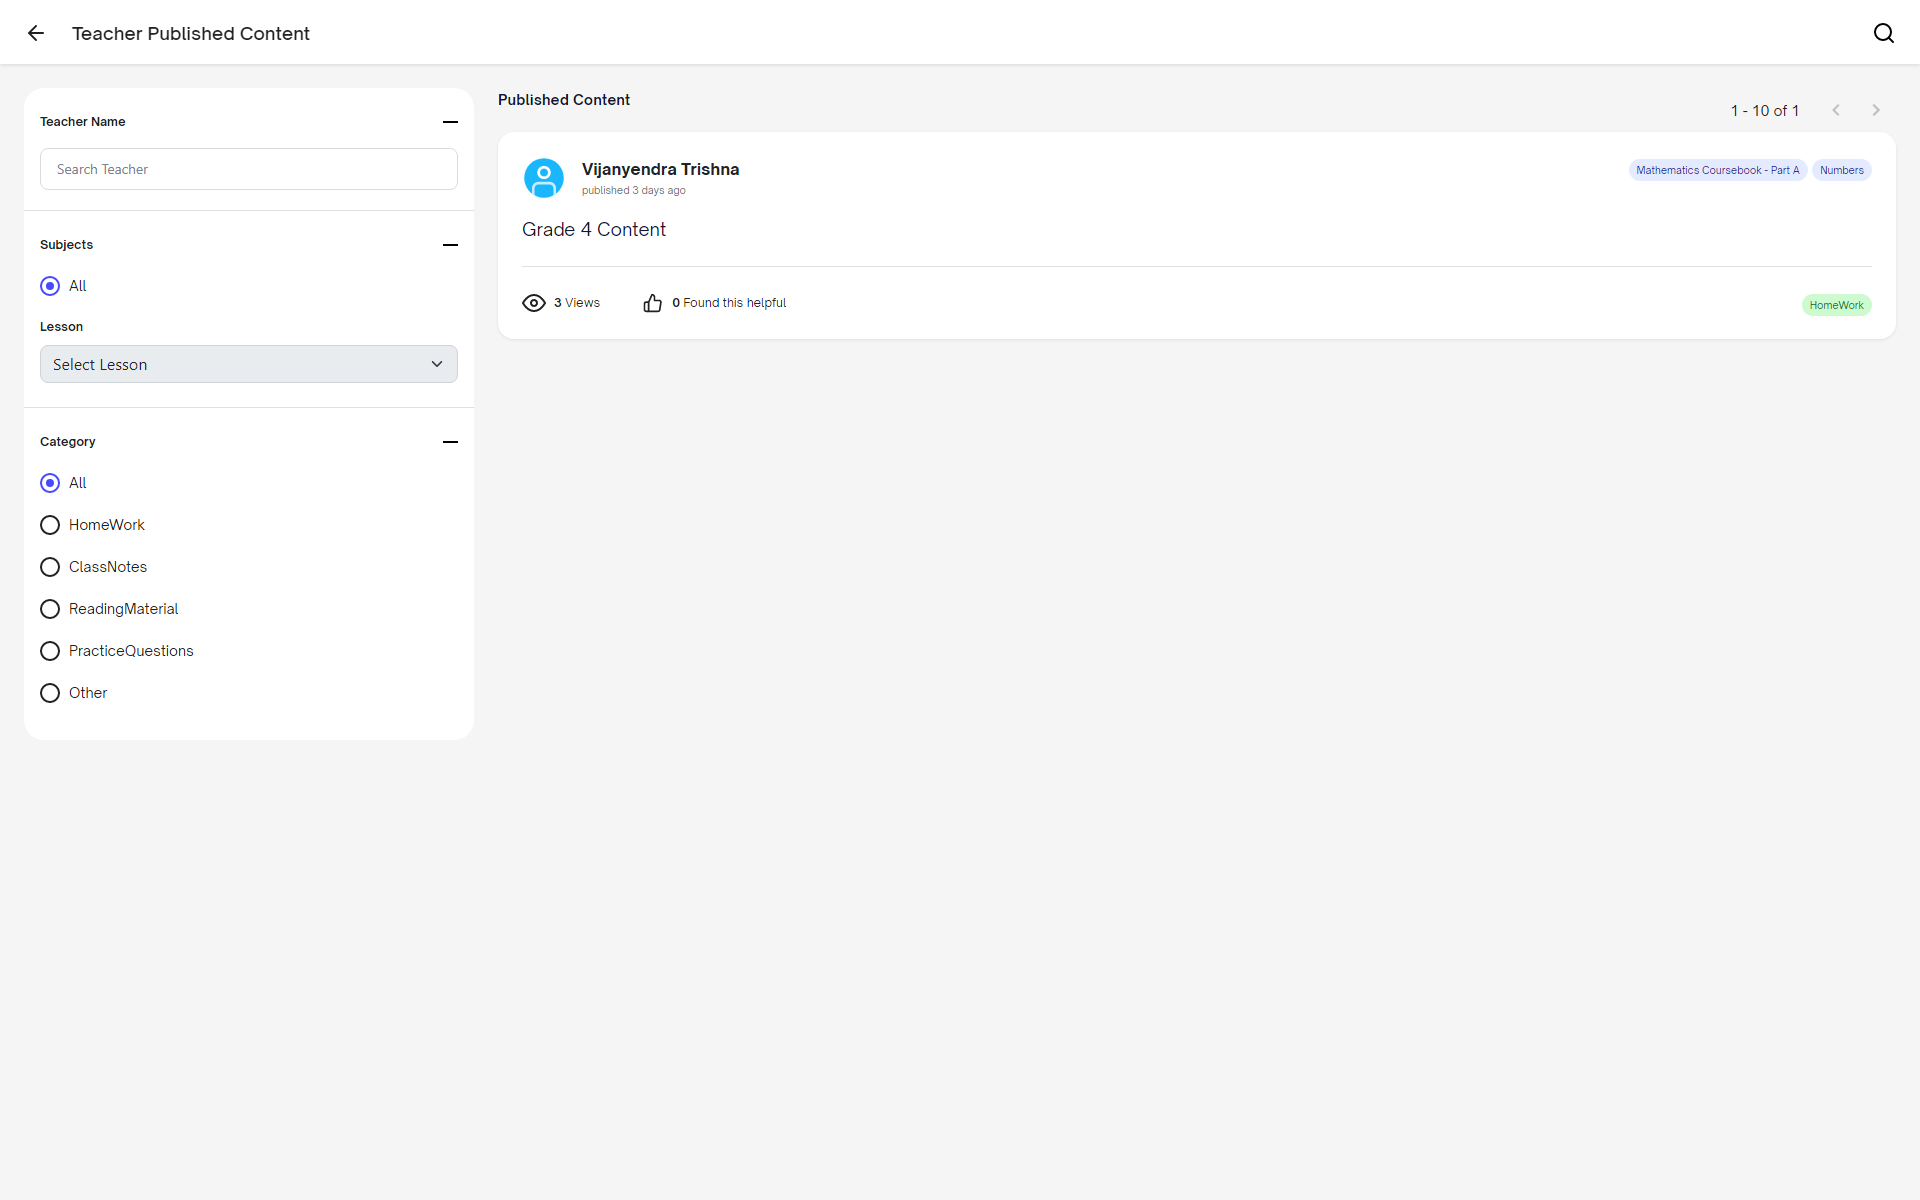 Teacher Published Content
Teacher Name
Search Teacher
Subjects
All
Lesson
Select Lesson
Category
All
HomeWork
ClassNotes
ReadingMaterial
PracticeQuestions
Other
Published Content
1 - 10 of 1
Vijanyendra Trishna
published 3 days ago
Mathematics Coursebook - Part A
Numbers
Grade 4 Content
3 Views
0 Found this helpful
HomeWork